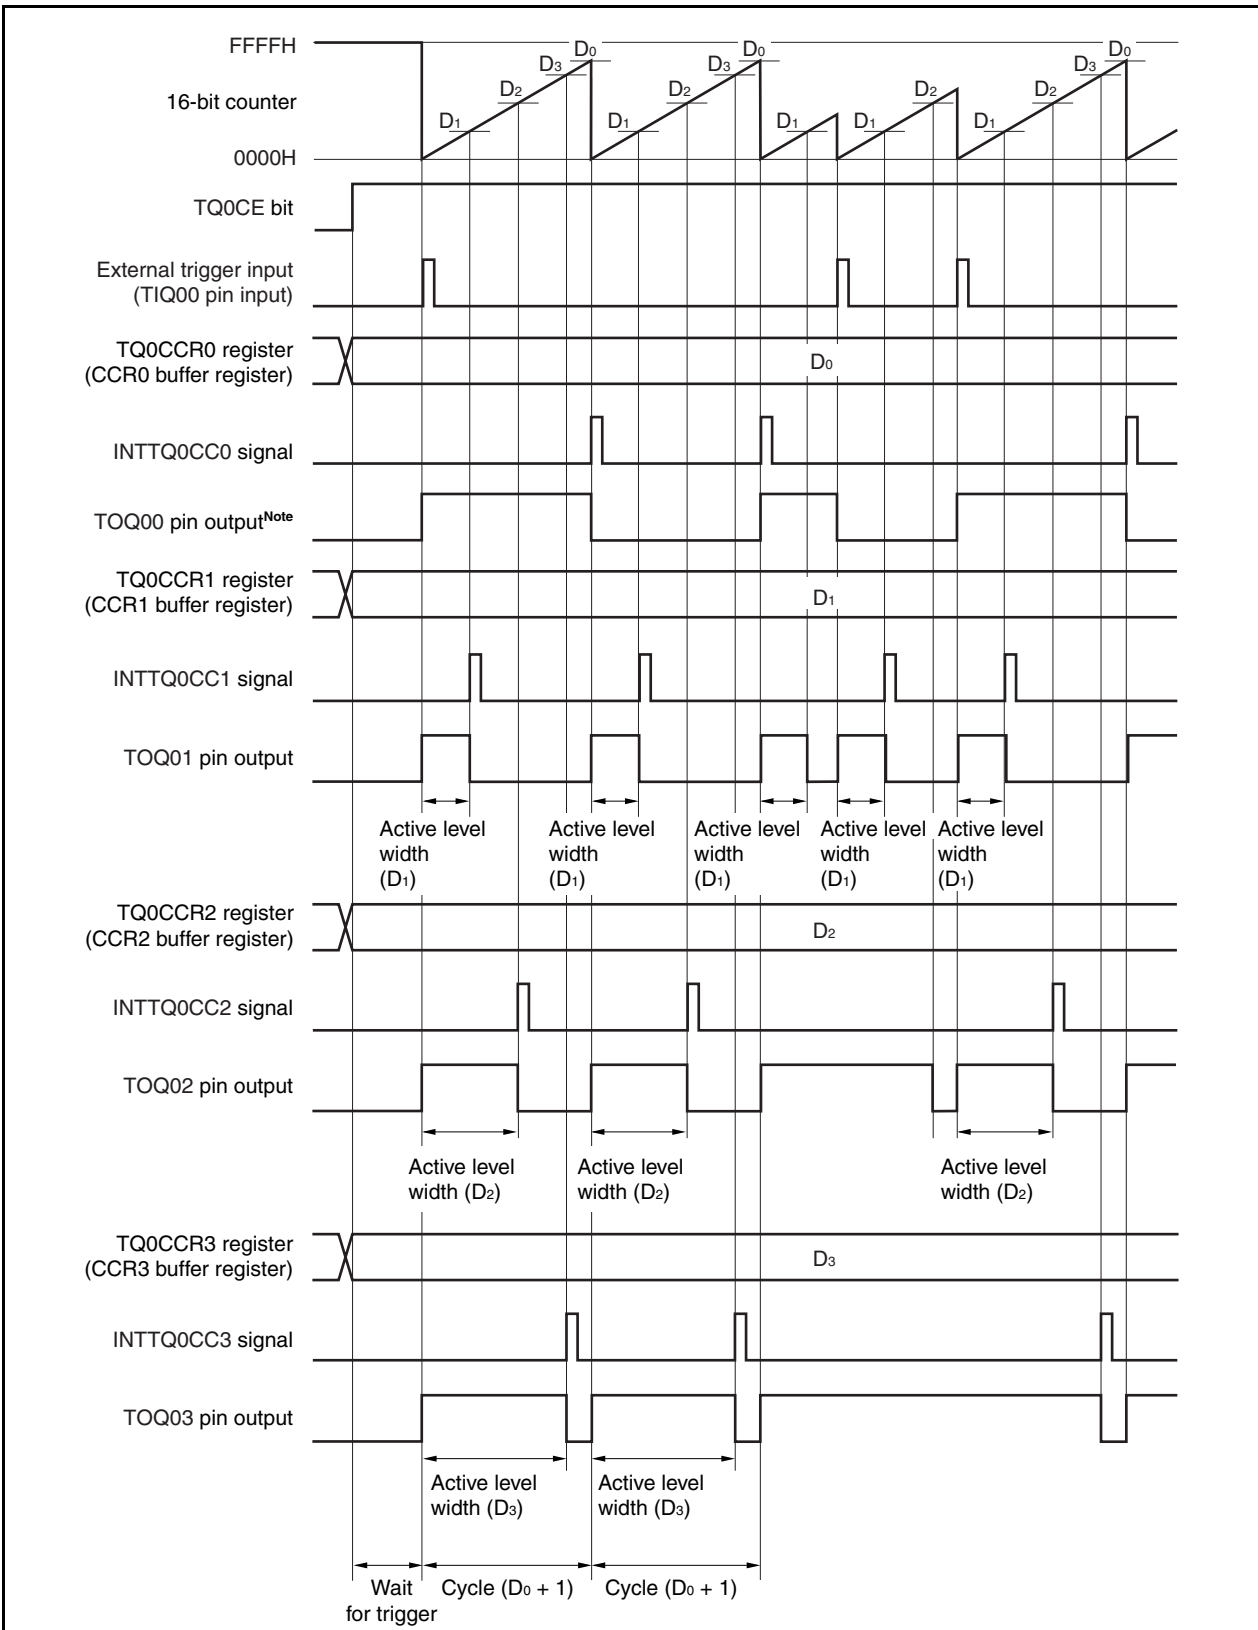 FFFFH
D0
D0
D0
D3
D3
D3
16-bit counter
D2
D2
D2
D2
D1
D1
D1
D1
D1
0000H
TQ0CE bit
External trigger input
(TIQ00 pin input)
TQ0CCR0 register
(CCR0 buffer register)
D0
INTTQ0CC0 signal
TOQ00 pin outputNote
TQ0CCR1 register
(CCR1 buffer register)
D1
INTTQ0CC1 signal
TOQ01 pin output
Active level
width
(D1)
Active level
width
(D1)
Active level
width
(D1)
Active level
width
(D1)
Active level
width
(D1)
TQ0CCR2 register
(CCR2 buffer register)
D2
INTTQ0CC2 signal
TOQ02 pin output
Active level
width (D2)
Active level
width (D2)
Active level
width (D2)
TQ0CCR3 register
(CCR3 buffer register)
D3
INTTQ0CC3 signal
TOQ03 pin output
Active level
width (D3)
Active level
width (D3)
Wait
for trigger
Cycle (D0 + 1)
Cycle (D0 + 1)